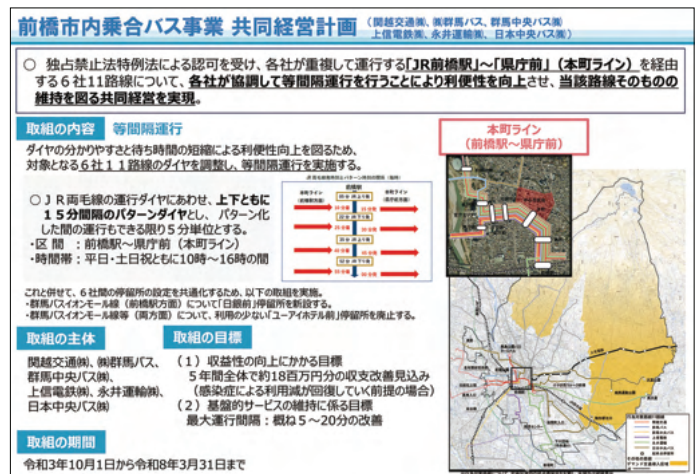 前橋市内乗合バス事業 共同経営計画
(関越交通㈱、㈱群馬バス、群馬中央バス㈱
上信電鉄㈱、永井運輸㈱、 日本中央バス㈱)
○ 独占禁止法特例法による認可を受け、各社が重複して運行する「JR前橋駅」～「県庁前」(本町ライン)を経由
する6社11路線について、各社が協調して等間隔運行を行うことにより利便性を向上させ、当該路線そのものの
維持を図る共同経営を実現。
取組の内容 等間隔運行
ダイヤの分かりやすさと待ち時間の短縮による利便性向上を図るため、
対象となる6社11路線のダイヤを調整し、等間隔運行を実施する。
○JR両毛線の運行ダイヤにあわせ、上下ともに
15分間隔のパターンダイヤとし、パターン化
した間の運行もできる限り5分単位とする。
・区 間 : 前橋駅～県庁前(本町ライン)
・時間帯:平日・土日祝ともに10時～16時の間
本町ライン
(前橋駅～県庁前)
これと併せて、6社間の停留所の設定を共通化するため、以下の取組を実施。
・群馬バスイオンモール線(前橋駅方面)について「日銀前」停留所を新設する。
・群馬バスイオンモール線等(両方面)について、利用の少ない「ユーアイホテル前」停留所を廃止する。
取組の主体
関越交通㈱、㈱群馬バス、
群馬中央バス㈱、
上信電鉄㈱、永井運輸㈱、
日本中央バス㈱
取組の目標
(1)収益性の向上にかかる目標
5年間全体で約18百万円分の収支改善見込み
(感染症による利用減が回復していく前提の場合)
(2)基盤的サービスの維持に係る目標
最大運行間隔:概ね5～20分の改善
取組の期間
令和3年10月1日から令和8年3月31日まで